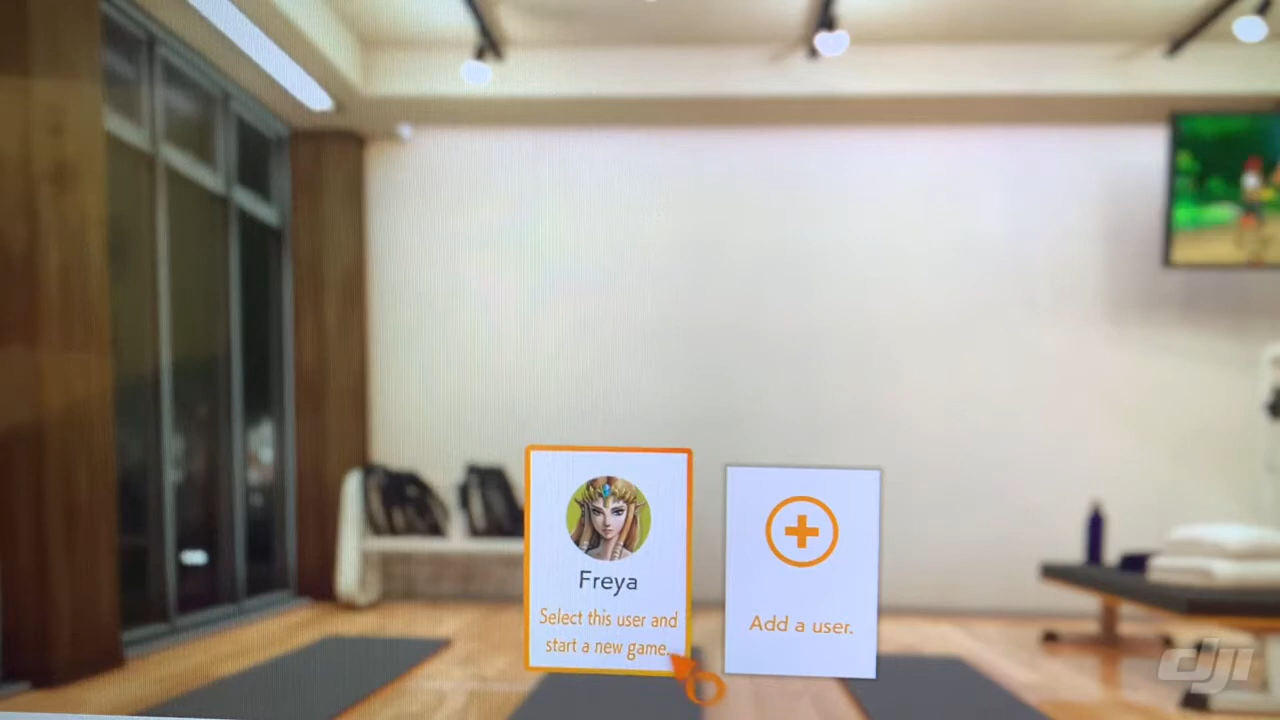 Freya
Select this user and
start a new game.
Add a user.
dji